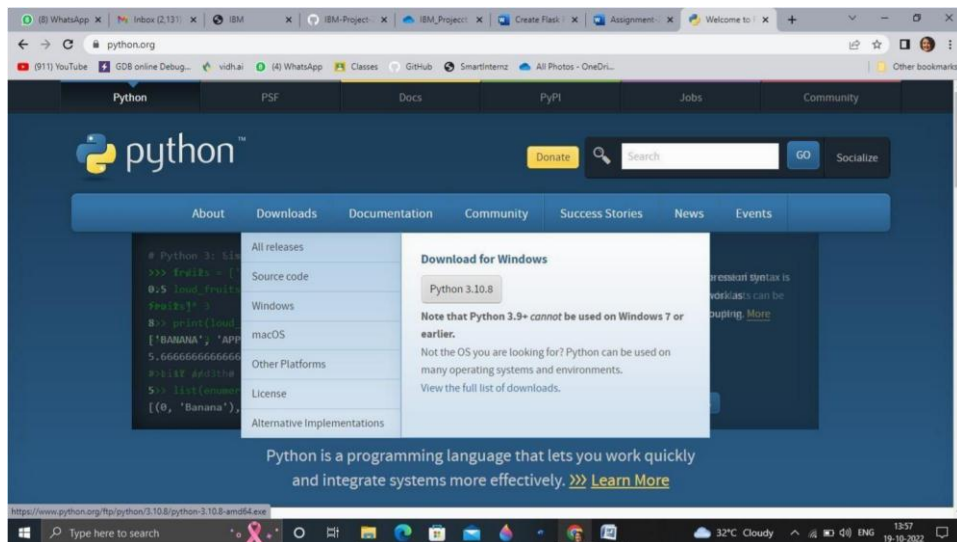 (8) WhatsApp
Inbox (2,131)
IBM
IBM-Project-
IBM_Project
Create Flask
Assignment-
Welcome to
python.org
(911) YouTube
GDB online Debug...
vidh.ai
(4) WhatsApp
Classes
GitHub
SmartInternz
All Photos - OneDri...
Other bookmarks
Python
PSF
Docs
PyPI
Jobs
Community
python™
Donate
Search
GO
Socialize
About
Downloads
Documentation
Community
Success Stories
News
Events
# Python 3: Sim
>>> fruits = ['
>> print(loud_
['BANANA', 'APP
>> list(enumer
[(0, 'Banana'),
All releases
Source code
Windows
macOS
Other Platforms
License
Alternative Implementations
Download for Windows
Python 3.10.8
Note that Python 3.9+ cannot be used on Windows 7 or
earlier.
Not the OS you are looking for? Python can be used on
many operating systems and environments.
View the full list of downloads.
More
Python is a programming language that lets you work quickly
and integrate systems more effectively. >>> Learn More
https://www.python.org/ftp/python/3.10.8/python-3.10.8-amd64.exe
Type here to search
32°C Cloudy
ENG
13:57
19-10-2022